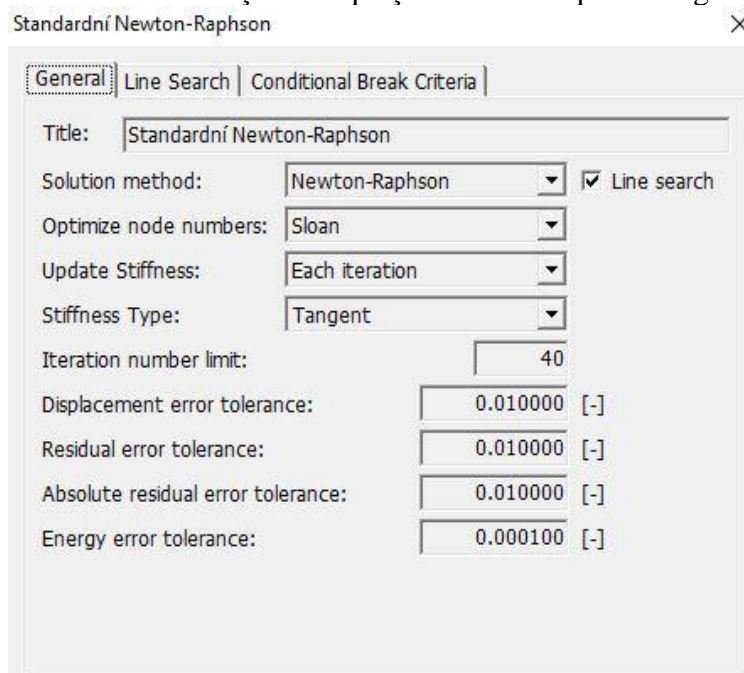 Standardní Newton-Raphson
General Line Search Conditional Break Criteria
Title: Standardní Newton-Raphson
Solution method: Newton-Raphson Line search
Optimize node numbers: Sloan
Update Stiffness: Each iteration
Stiffness Type: Tangent
Iteration number limit: 40
Displacement error tolerance: 0.010000 [-]
Residual error tolerance: 0.010000 [-]
Absolute residual error tolerance: 0.010000 [-]
Energy error tolerance: 0.000100 [-]